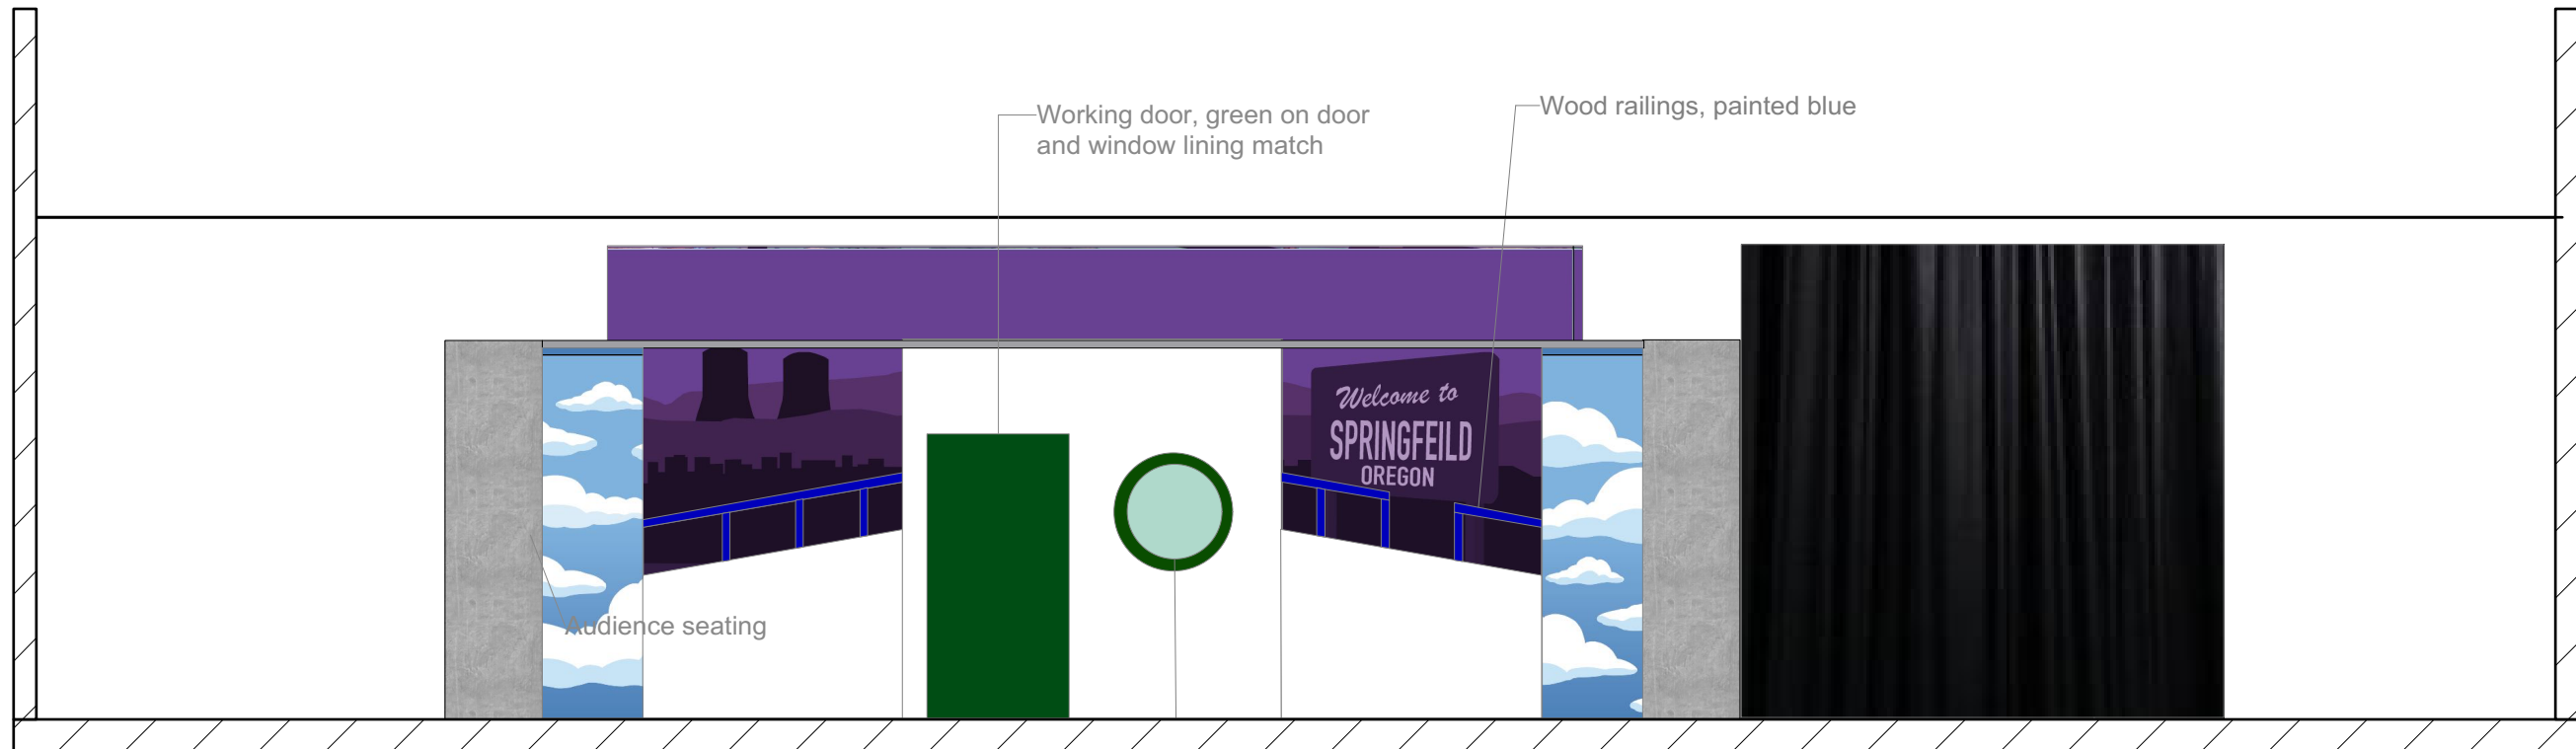 Working door, green on door
and window lining match
Wood railings, painted blue
Welcome to
SPRINGFEILD
OREGON
Audience seating